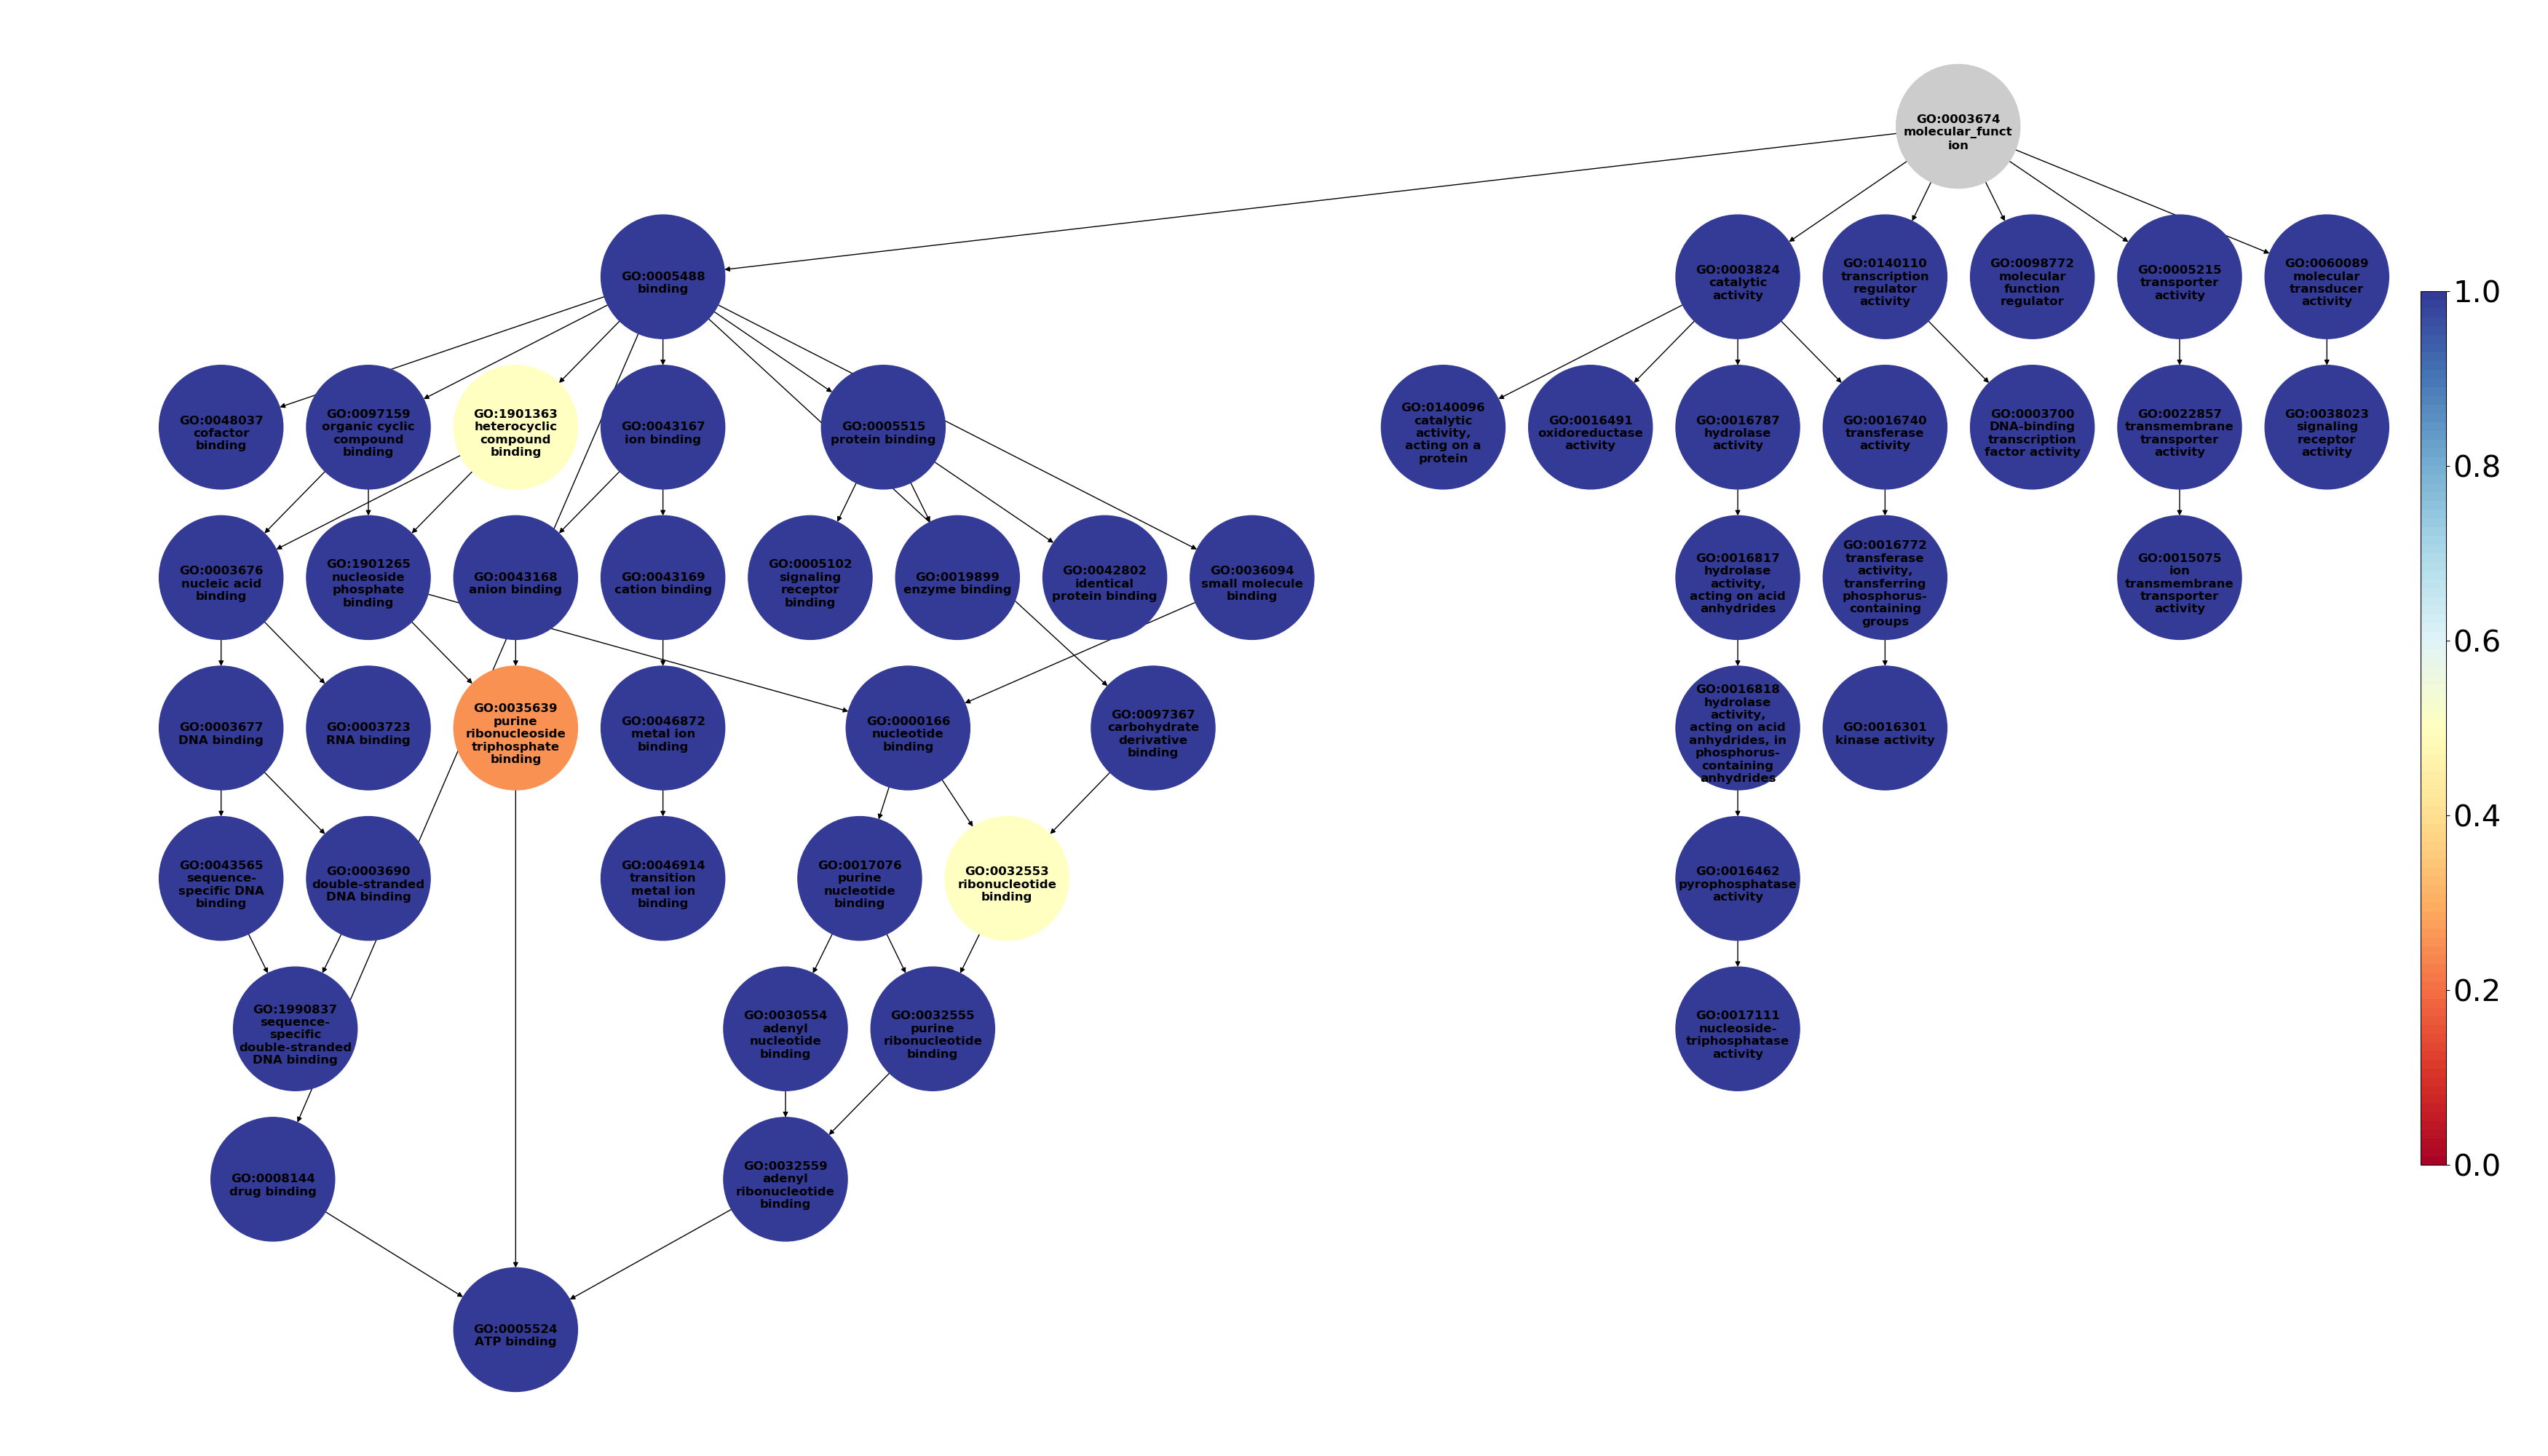 GO:0003674
molecular_funct
ion
GO:0005488
binding
GO:0003824
catalytic
activity
GO:0140110
transcription
regulator
activity
GO:0098772
molecular
function
regulator
GO:0005215
transporter
activity
GO:0060089
molecular
transducer
activity
GO:0048037
cofactor
binding
GO:0097159
organic cyclic
compound
binding
GO:1901363
heterocyclic
compound
binding
GO:0043167
ion binding
GO:0005515
protein binding
GO:0140096
catalytic
activity,
acting on a
protein
GO:0016491
oxidoreductase
activity
GO:0016787
hydrolase
activity
GO:0016740
transferase
activity
GO:0003700
DNA-binding
transcription
factor activity
GO:0022857
transmembrane
transporter
activity
GO:0038023
signaling
receptor
activity
GO:0003676
nucleic acid
binding
GO:1901265
nucleoside
phosphate
binding
GO:0043168
anion binding
GO:0043169
cation binding
GO:0005102
signaling
receptor
binding
GO:0019899
enzyme binding
GO:0042802
identical
protein binding
GO:0036094
small molecule
binding
GO:0016817
hydrolase
activity,
acting on acid
anhydrides
GO:0016772
transferase
activity,
transferring
phosphorus-
containing
groups
GO:0015075
ion
transmembrane
transporter
activity
GO:0003677
DNA binding
GO:0003723
RNA binding
GO:0035639
purine
ribonucleoside
triphosphate
binding
GO:0046872
metal ion
binding
GO:0000166
nucleotide
binding
GO:0097367
carbohydrate
derivative
binding
GO:0016818
hydrolase
activity,
acting on acid
anhydrides, in
phosphorus-
containing
anhydrides
GO:0016301
kinase activity
GO:0043565
sequence-
specific DNA
binding
GO:0003690
double-stranded
DNA binding
GO:0046914
transition
metal ion
binding
GO:0017076
purine
nucleotide
binding
GO:0032553
ribonucleotide
binding
GO:0016462
pyrophosphatase
activity
GO:1990837
sequence-
specific
double-stranded
DNA binding
GO:0030554
adenyl
nucleotide
binding
GO:0032555
purine
ribonucleotide
binding
GO:0017111
nucleoside-
triphosphatase
activity
GO:0008144
drug binding
GO:0032559
adenyl
ribonucleotide
binding
GO:0005524
ATP binding
1.0
0.8
0.6
0.4
0.2
0.0